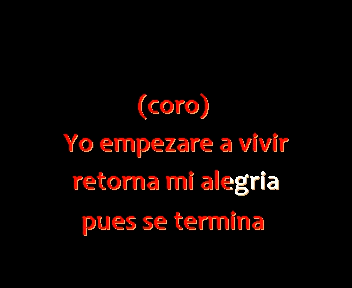 (coro)
Yo empezare a vivir
retorna mi alegria
pues se termina